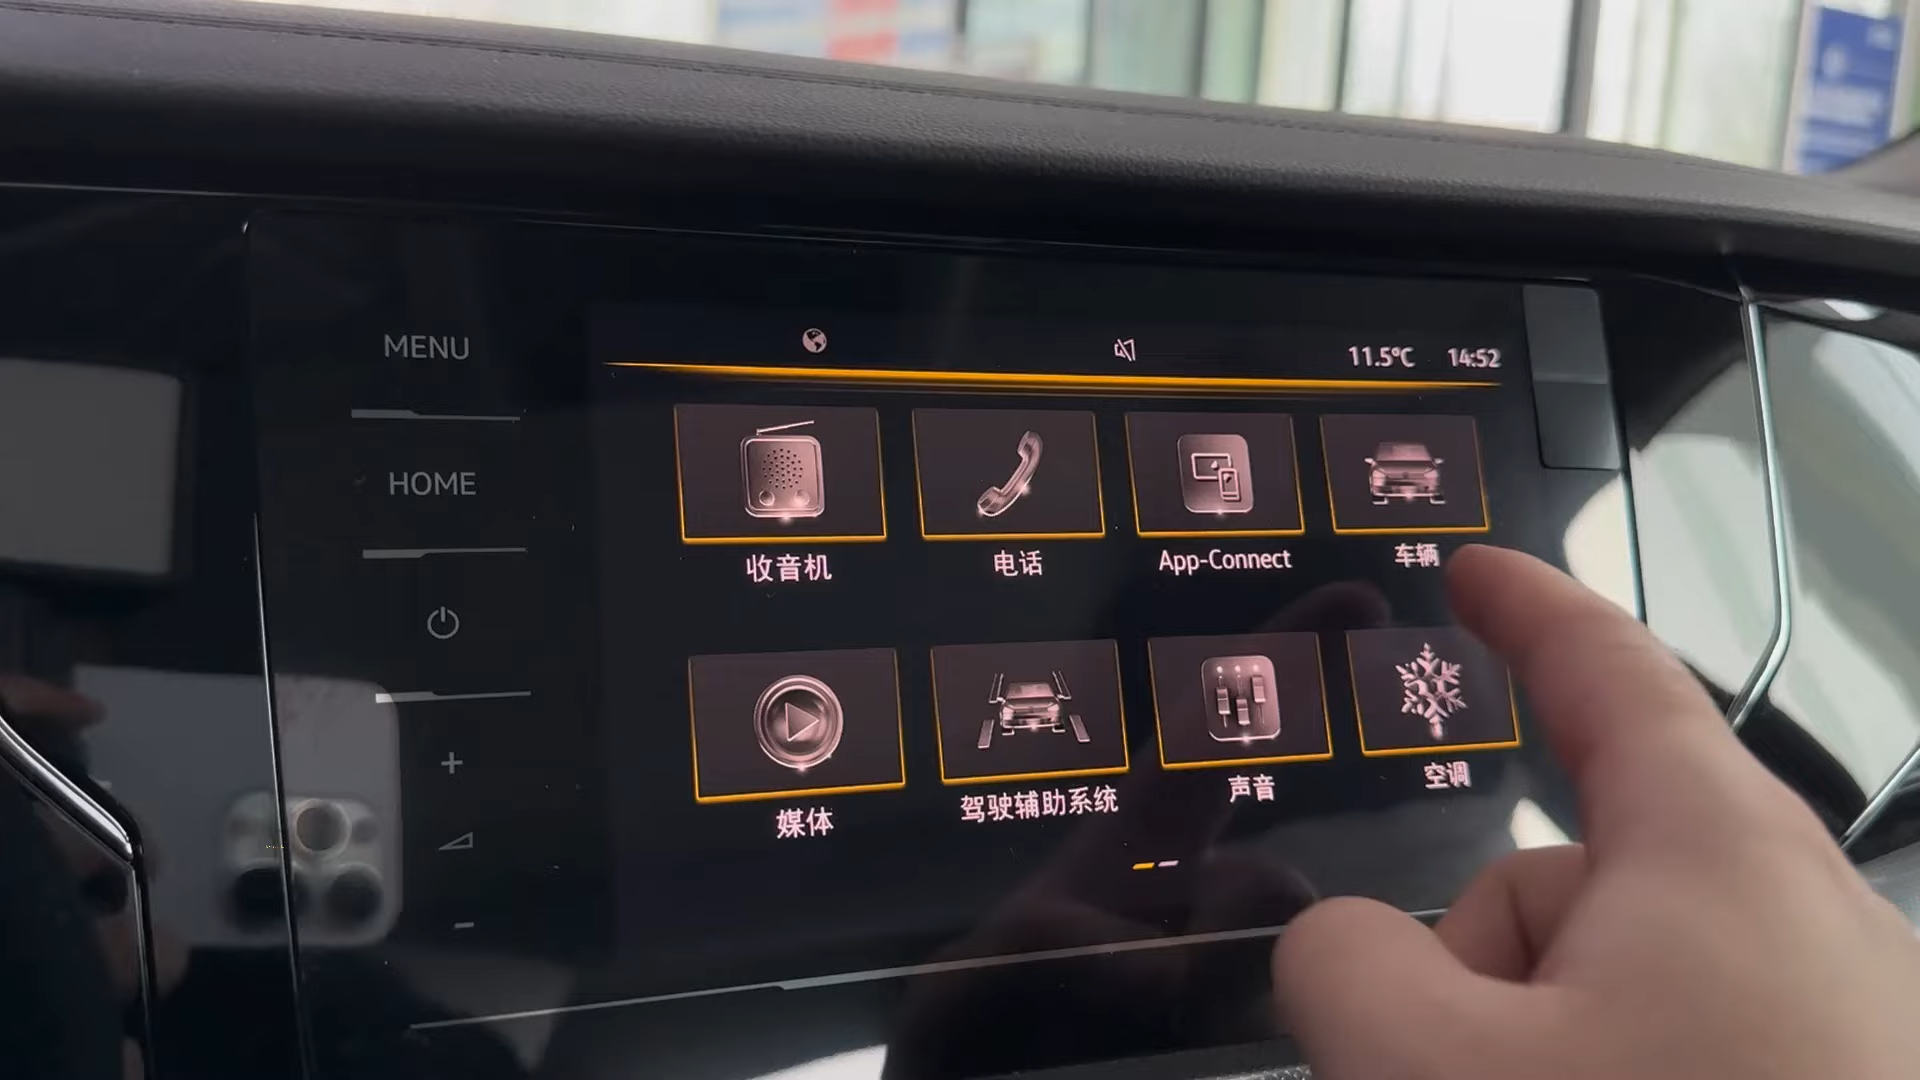 MENU
HOME
11.5°C 14:52
收音机 电话 App-Connect 车辆
媒体 驾驶辅助系统 声音 空调
+
-